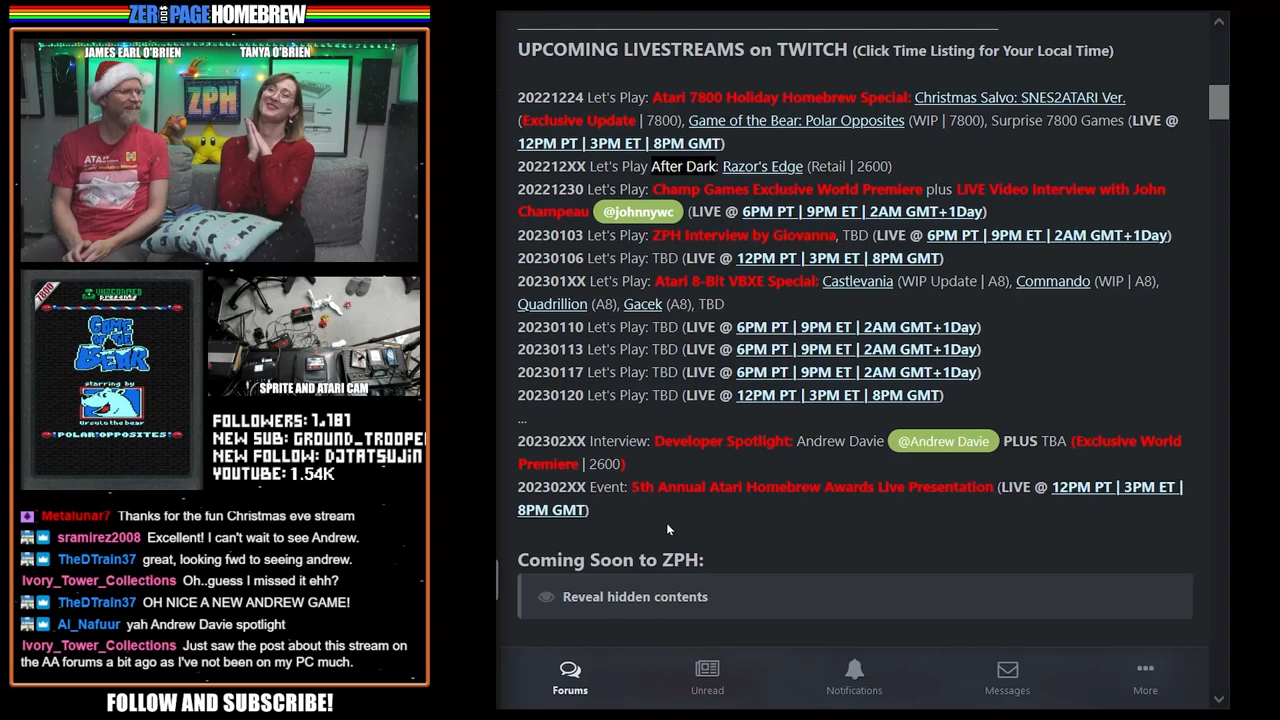 ZER PAGE HOMEBREW
JAMES EARL O'BRIEN
TANYA O'BRIEN
ZPH
7800
presents
GAME
OF THE
BEAR
starring by
Ursula the bear
POLAR OPPOSITES
SPRITE AND ATARI CAM
FOLLOWERS: 1,181
NEW SUB: GROUND_TROOPER
NEW FOLLOW: DJTATSUJIN
YOUTUBE: 1.54K
Metalunar7 Thanks for the fun Christmas eve stream
sramirez2008 Excellent! I can't wait to see Andrew.
TheDTrain37 great, looking fwd to seeing andrew.
Ivory_Tower_Collections Oh..guess I missed it ehh?
TheDTrain37 OH NICE A NEW ANDREW GAME!
Al_Nafuur yah Andrew Davie spotlight
Ivory_Tower_Collections Just saw the post about this stream on
the AA forums a bit ago as I've not been on my PC much.
FOLLOW AND SUBSCRIBE!
UPCOMING LIVESTREAMS on TWITCH (Click Time Listing for Your Local Time)
20221224 Let's Play: Atari 7800 Holiday Homebrew Special: Christmas Salvo: SNES2ATARI Ver.
(Exclusive Update | 7800), Game of the Bear: Polar Opposites (WIP | 7800), Surprise 7800 Games (LIVE @
12PM PT | 3PM ET | 8PM GMT)
202212XX Let's Play After Dark: Razor's Edge (Retail | 2600)
20221230 Let's Play: Champ Games Exclusive World Premiere plus LIVE Video Interview with John
Champeau @johnnywc (LIVE @ 6PM PT | 9PM ET | 2AM GMT+1Day)
20230103 Let's Play: ZPH Interview by Giovanna, TBD (LIVE @ 6PM PT | 9PM ET | 2AM GMT+1Day)
20230106 Let's Play: TBD (LIVE @ 12PM PT | 3PM ET | 8PM GMT)
202301XX Let's Play: Atari 8-Bit VBXE Special: Castlevania (WIP Update | A8), Commando (WIP | A8),
Quadrillion (A8), Gacek (A8), TBD
20230110 Let's Play: TBD (LIVE @ 6PM PT | 9PM ET | 2AM GMT+1Day)
20230113 Let's Play: TBD (LIVE @ 6PM PT | 9PM ET | 2AM GMT+1Day)
20230117 Let's Play: TBD (LIVE @ 6PM PT | 9PM ET | 2AM GMT+1Day)
20230120 Let's Play: TBD (LIVE @ 12PM PT | 3PM ET | 8PM GMT)
...
202302XX Interview: Developer Spotlight: Andrew Davie @Andrew Davie PLUS TBA (Exclusive World
Premiere | 2600)
202302XX Event: 5th Annual Atari Homebrew Awards Live Presentation (LIVE @ 12PM PT | 3PM ET |
8PM GMT)
Coming Soon to ZPH:
Reveal hidden contents
Forums
Unread
Notifications
Messages
More